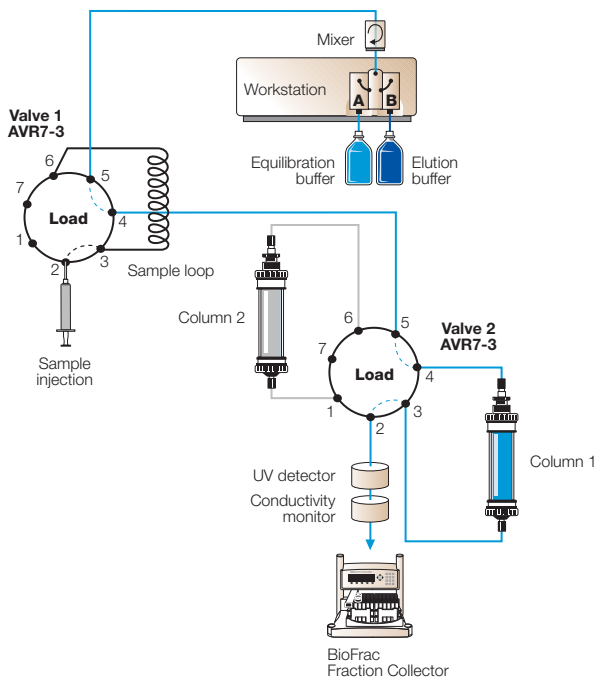 Mixer
Workstation
A
B
Valve 1
AVR7-3
Equilibration
buffer
Elution
buffer
6
5
7
Load
4
1
2
3
Sample loop
Sample
injection
Column 2
Valve 2
AVR7-3
6
5
7
Load
4
1
2
3
Column 1
UV detector
Conductivity
monitor
BioFrac
Fraction Collector